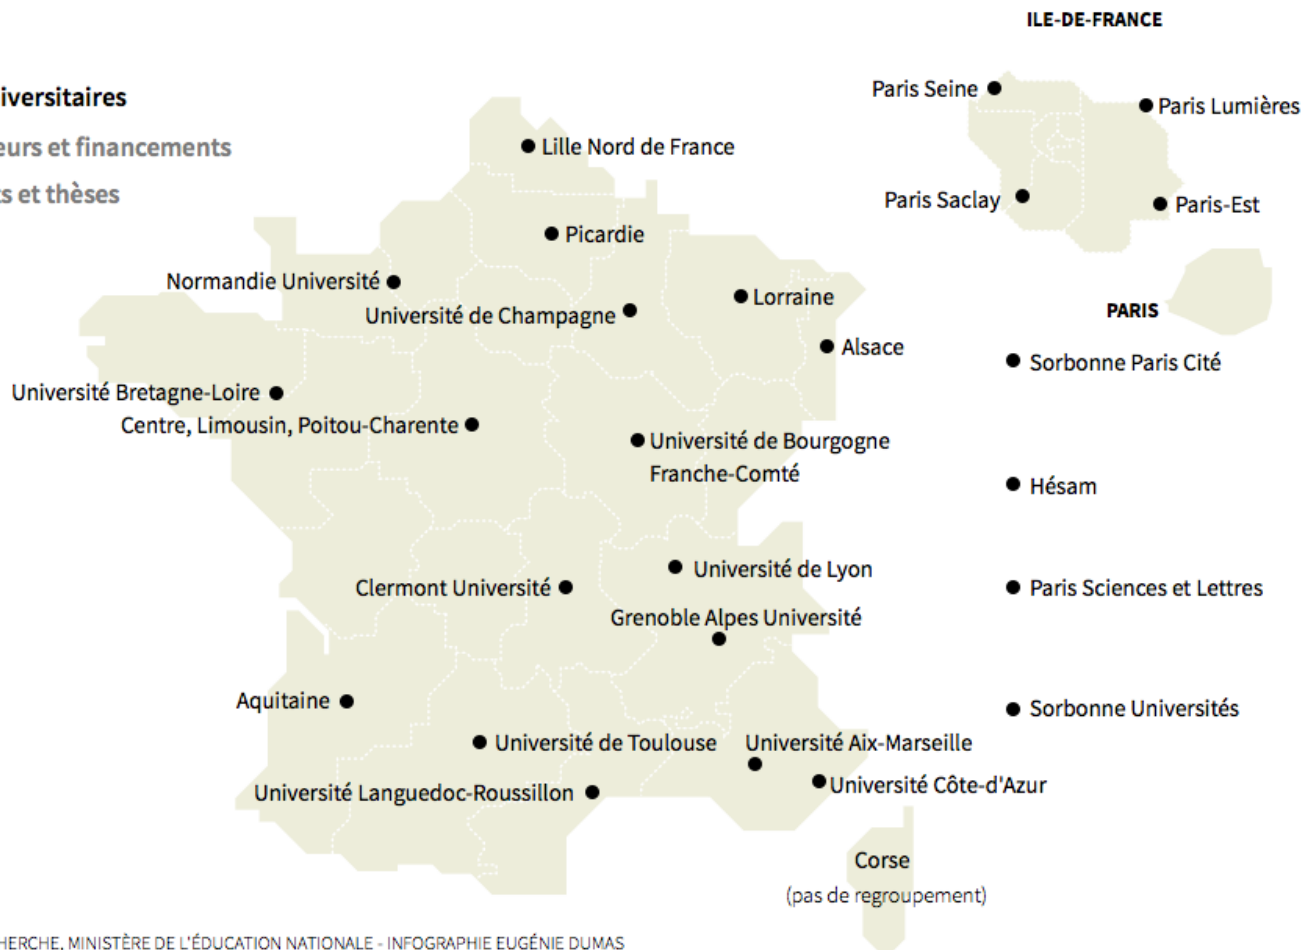 iversitaires
eurs et financements
s et thèses
ILE-DE-FRANCE
Paris Seine
Paris Lumières
Paris Saclay
Paris-Est
PARIS
Sorbonne Paris Cité
Hésam
Paris Sciences et Lettres
Sorbonne Universités
Lille Nord de France
Picardie
Normandie Université
Université de Champagne
Lorraine
Alsace
Université Bretagne-Loire
Centre, Limousin, Poitou-Charente
Université de Bourgogne
Franche-Comté
Clermont Université
Université de Lyon
Grenoble Alpes Université
Aquitaine
Université de Toulouse
Université Aix-Marseille
Université Côte-d'Azur
Université Languedoc-Roussillon
Corse
(pas de regroupement)
HERCHE, MINISTÈRE DE L'ÉDUCATION NATIONALE - INFOGRAPHIE EUGÉNIE DUMAS